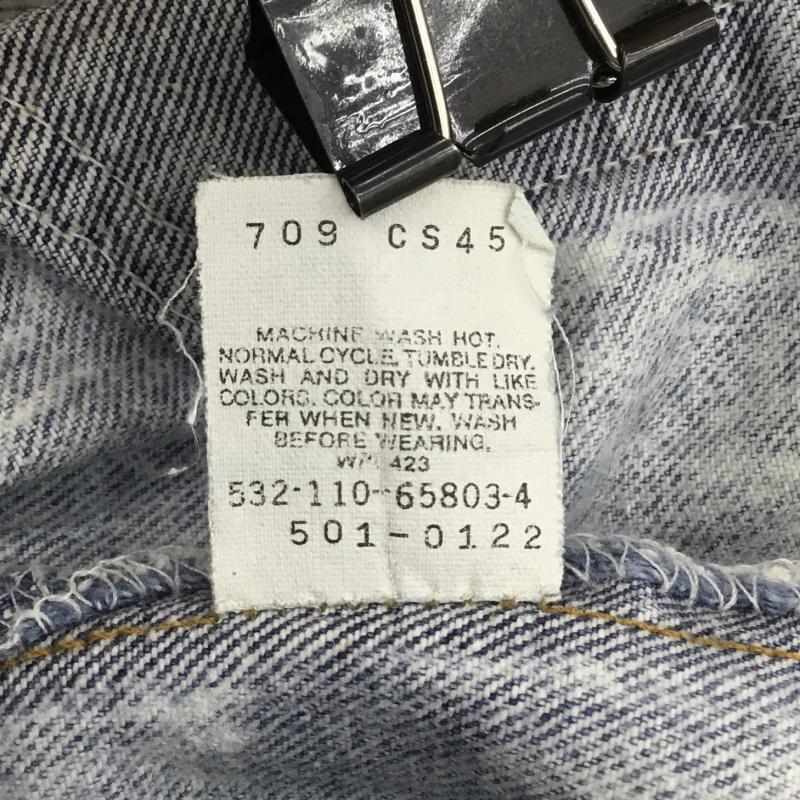 709 CS45
MACHINE WASH HOT.
NORMAL CYCLE. TUMBLE DRY.
WASH AND DRY WITH LIKE
COLORS. COLOR MAY TRANS-
FER WHEN NEW. WASH
BEFORE WEARING.
423
532-110-65803-4
501-0122